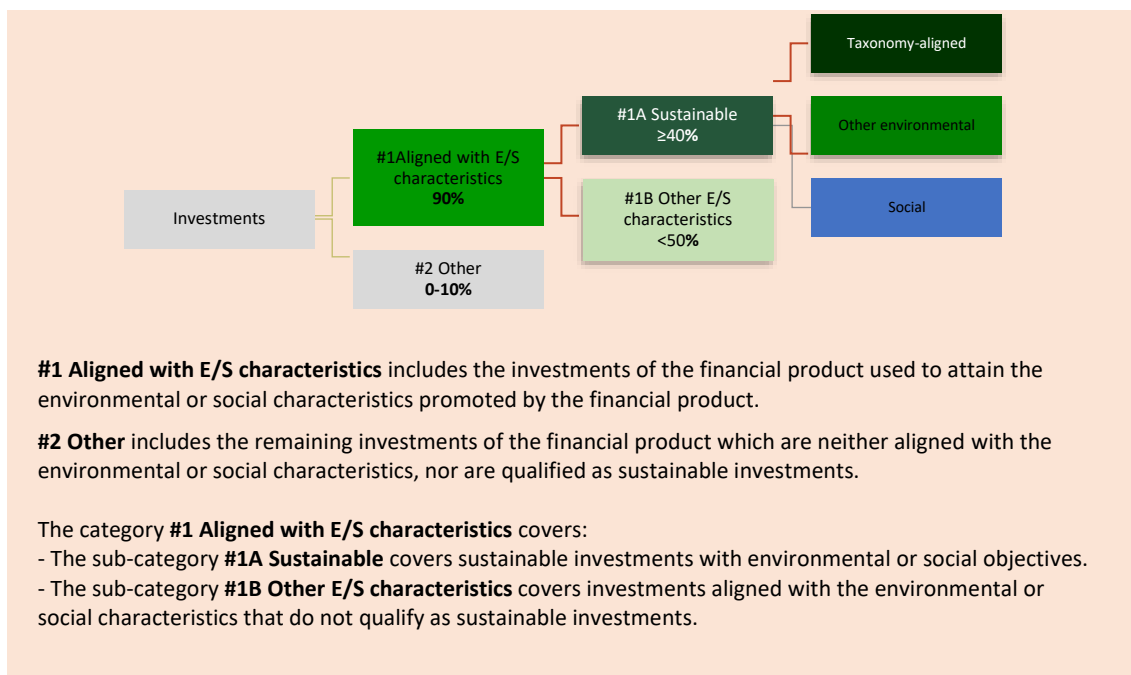 Taxonomy-aligned
#1A Sustainable
≥40%
Other environmental
#1Aligned with E/S
characteristics
90%
#1B Other E/S
characteristics
<50%
Social
Investments
#2 Other
0-10%
#1 Aligned with E/S characteristics includes the investments of the financial product used to attain the
environmental or social characteristics promoted by the financial product.
#2 Other includes the remaining investments of the financial product which are neither aligned with the
environmental or social characteristics, nor are qualified as sustainable investments.
The category #1 Aligned with E/S characteristics covers:
- The sub-category #1A Sustainable covers sustainable investments with environmental or social objectives.
- The sub-category #1B Other E/S characteristics covers investments aligned with the environmental or
social characteristics that do not qualify as sustainable investments.